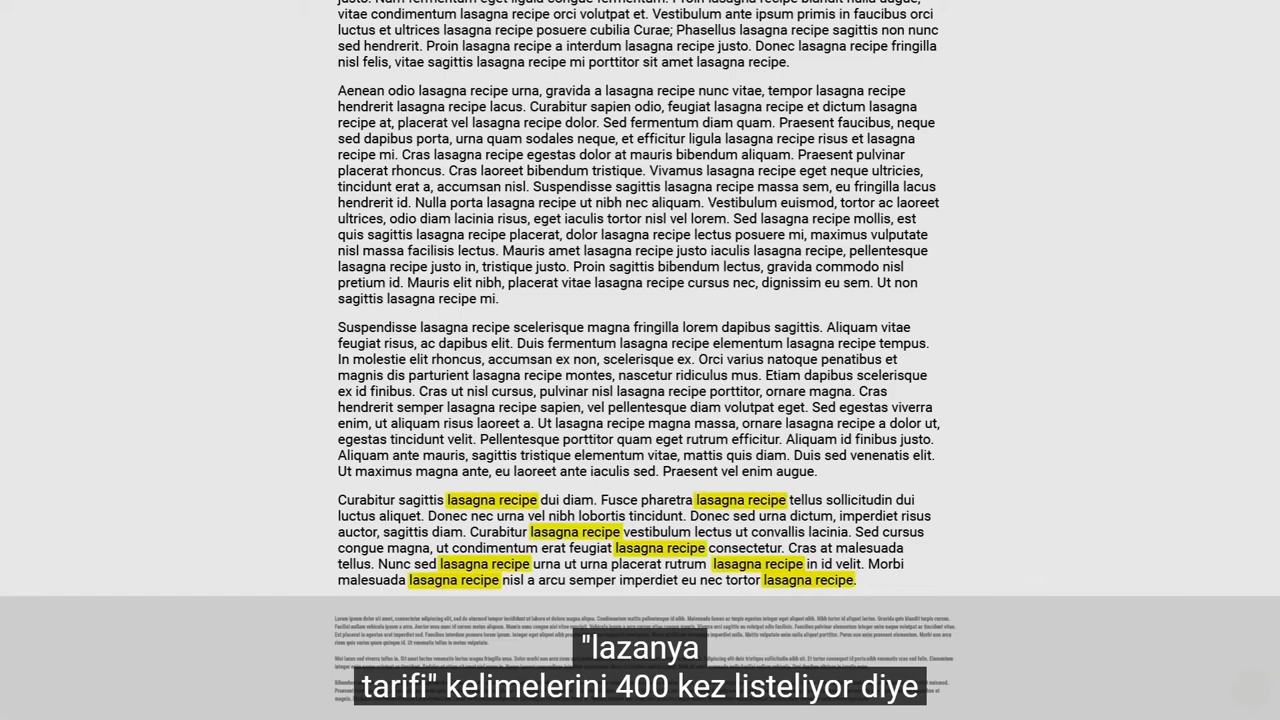 justo. Nam fermentum eget ligula congue fermentum. Proin lasagna recipe blandit nulla augue,
vitae condimentum lasagna recipe orci volutpat et. Vestibulum ante ipsum primis in faucibus orci
luctus et ultrices lasagna recipe posuere cubilia Curae; Phasellus lasagna recipe sagittis non nunc
sed hendrerit. Proin lasagna recipe a interdum lasagna recipe justo. Donec lasagna recipe fringilla
nisl felis, vitae sagittis lasagna recipe mi porttitor sit amet lasagna recipe.
Aenean odio lasagna recipe urna, gravida a lasagna recipe nunc vitae, tempor lasagna recipe
hendrerit lasagna recipe lacus. Curabitur sapien odio, feugiat lasagna recipe et dictum lasagna
recipe at, placerat vel lasagna recipe dolor. Sed fermentum diam quam. Praesent faucibus, neque
sed dapibus porta, urna quam sodales neque, et efficitur ligula lasagna recipe risus et lasagna
recipe mi. Cras lasagna recipe egestas dolor at mauris bibendum aliquam. Praesent pulvinar
placerat rhoncus. Cras laoreet bibendum tristique. Vivamus lasagna recipe eget neque ultricies,
tincidunt erat a, accumsan nisl. Suspendisse sagittis lasagna recipe massa sem, eu fringilla lacus
hendrerit id. Nulla porta lasagna recipe ut nibh nec aliquam. Vestibulum euismod, tortor ac laoreet
ultrices, odio diam lacinia risus, eget iaculis tortor nisl vel lorem. Sed lasagna recipe mollis, est
quis sagittis lasagna recipe placerat, dolor lasagna recipe lectus posuere mi, maximus vulputate
nisl massa facilisis lectus. Mauris amet lasagna recipe justo iaculis lasagna recipe, pellentesque
lasagna recipe justo in, tristique justo. Proin sagittis bibendum lectus, gravida commodo nisl
pretium id. Mauris elit nibh, placerat vitae lasagna recipe cursus nec, dignissim eu sem. Ut non
sagittis lasagna recipe mi.
Suspendisse lasagna recipe scelerisque magna fringilla lorem dapibus sagittis. Aliquam vitae
feugiat risus, ac dapibus elit. Duis fermentum lasagna recipe elementum lasagna recipe tempus.
In molestie elit rhoncus, accumsan ex non, scelerisque ex. Orci varius natoque penatibus et
magnis dis parturient lasagna recipe montes, nascetur ridiculus mus. Etiam dapibus scelerisque
ex id finibus. Cras ut nisl cursus, pulvinar nisl lasagna recipe porttitor, ornare magna. Cras
hendrerit semper lasagna recipe sapien, vel pellentesque diam volutpat eget. Sed egestas viverra
enim, ut aliquam risus laoreet a. Ut lasagna recipe magna massa, ornare lasagna recipe a dolor ut,
egestas tincidunt velit. Pellentesque porttitor quam eget rutrum efficitur. Aliquam id finibus justo.
Aliquam ante mauris, sagittis tristique elementum vitae, mattis quis diam. Duis sed venenatis elit.
Ut maximus magna ante, eu laoreet ante iaculis sed. Praesent vel enim augue.
Curabitur sagittis lasagna recipe dui diam. Fusce pharetra lasagna recipe tellus sollicitudin dui
luctus aliquet. Donec nec urna vel nibh lobortis tincidunt. Donec sed urna dictum, imperdiet risus
auctor, sagittis diam. Curabitur lasagna recipe vestibulum lectus ut convallis lacinia. Sed cursus
congue magna, ut condimentum erat feugiat lasagna recipe consectetur. Cras at malesuada
tellus. Nunc sed lasagna recipe urna ut urna placerat rutrum lasagna recipe in id velit. Morbi
malesuada lasagna recipe nisl a arcu semper imperdiet eu nec tortor lasagna recipe.
"lazanya
tarifi" kelimelerini 400 kez listeliyor diye